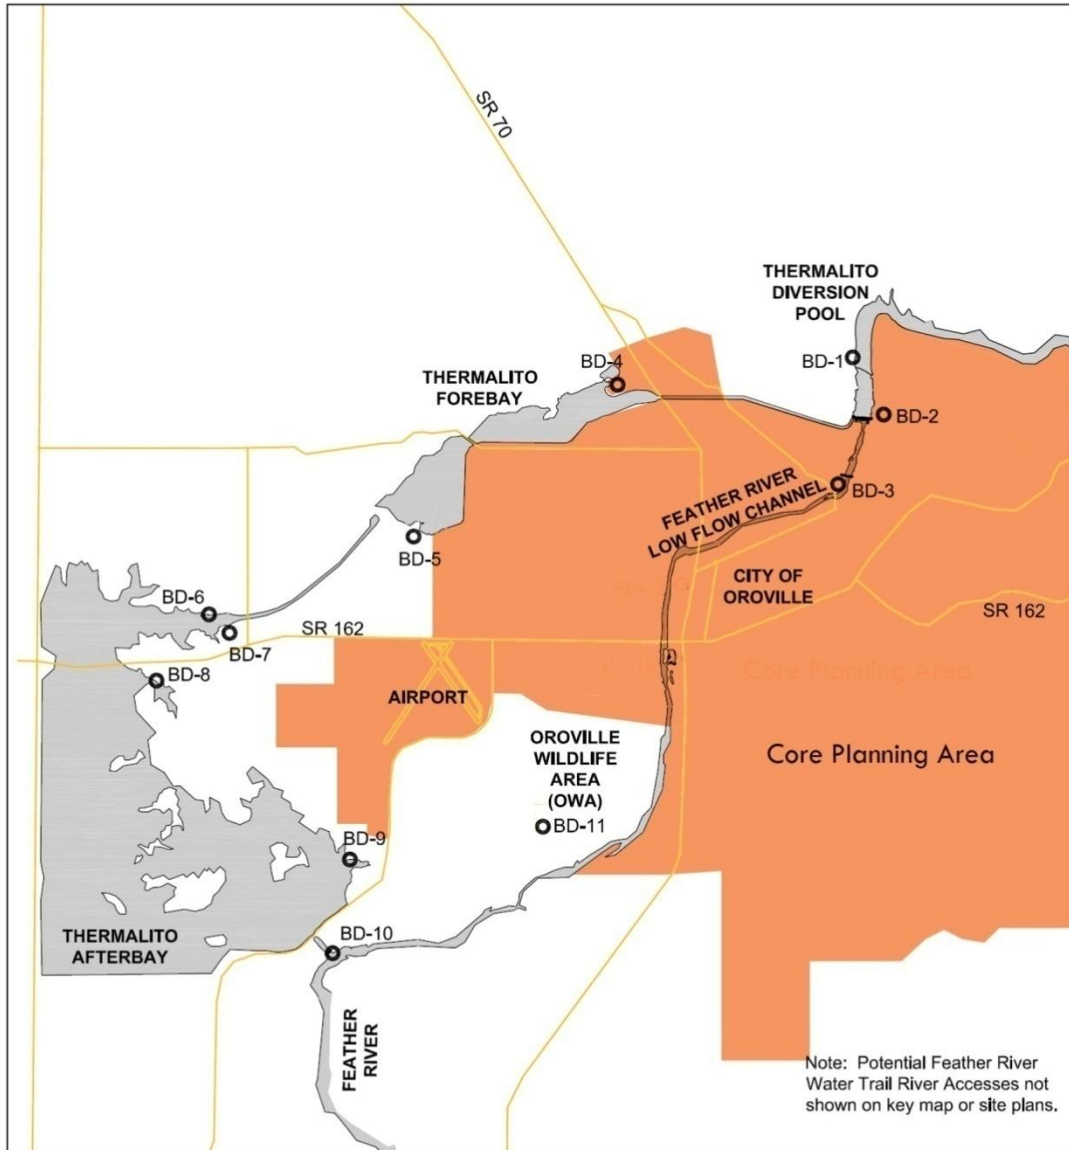 SR 70
THERMALITO
DIVERSION
POOL
BD-1
BD-4
THERMALITO
FOREBAY
BD-2
FEATHER RIVER
LOW FLOW CHANNEL
BD-3
BD-5
CITY OF
OROVILLE
BD-6
SR 162
SR 162
BD-7
BD-8
Core Planning Area
AIRPORT
OROVILLE
WILDLIFE
AREA
(OWA)
Core Planning Area
BD-11
BD-9
THERMALITO
AFTERBAY
BD-10
FEATHER
RIVER
Note: Potential Feather River
Water Trail River Accesses not
shown on key map or site plans.